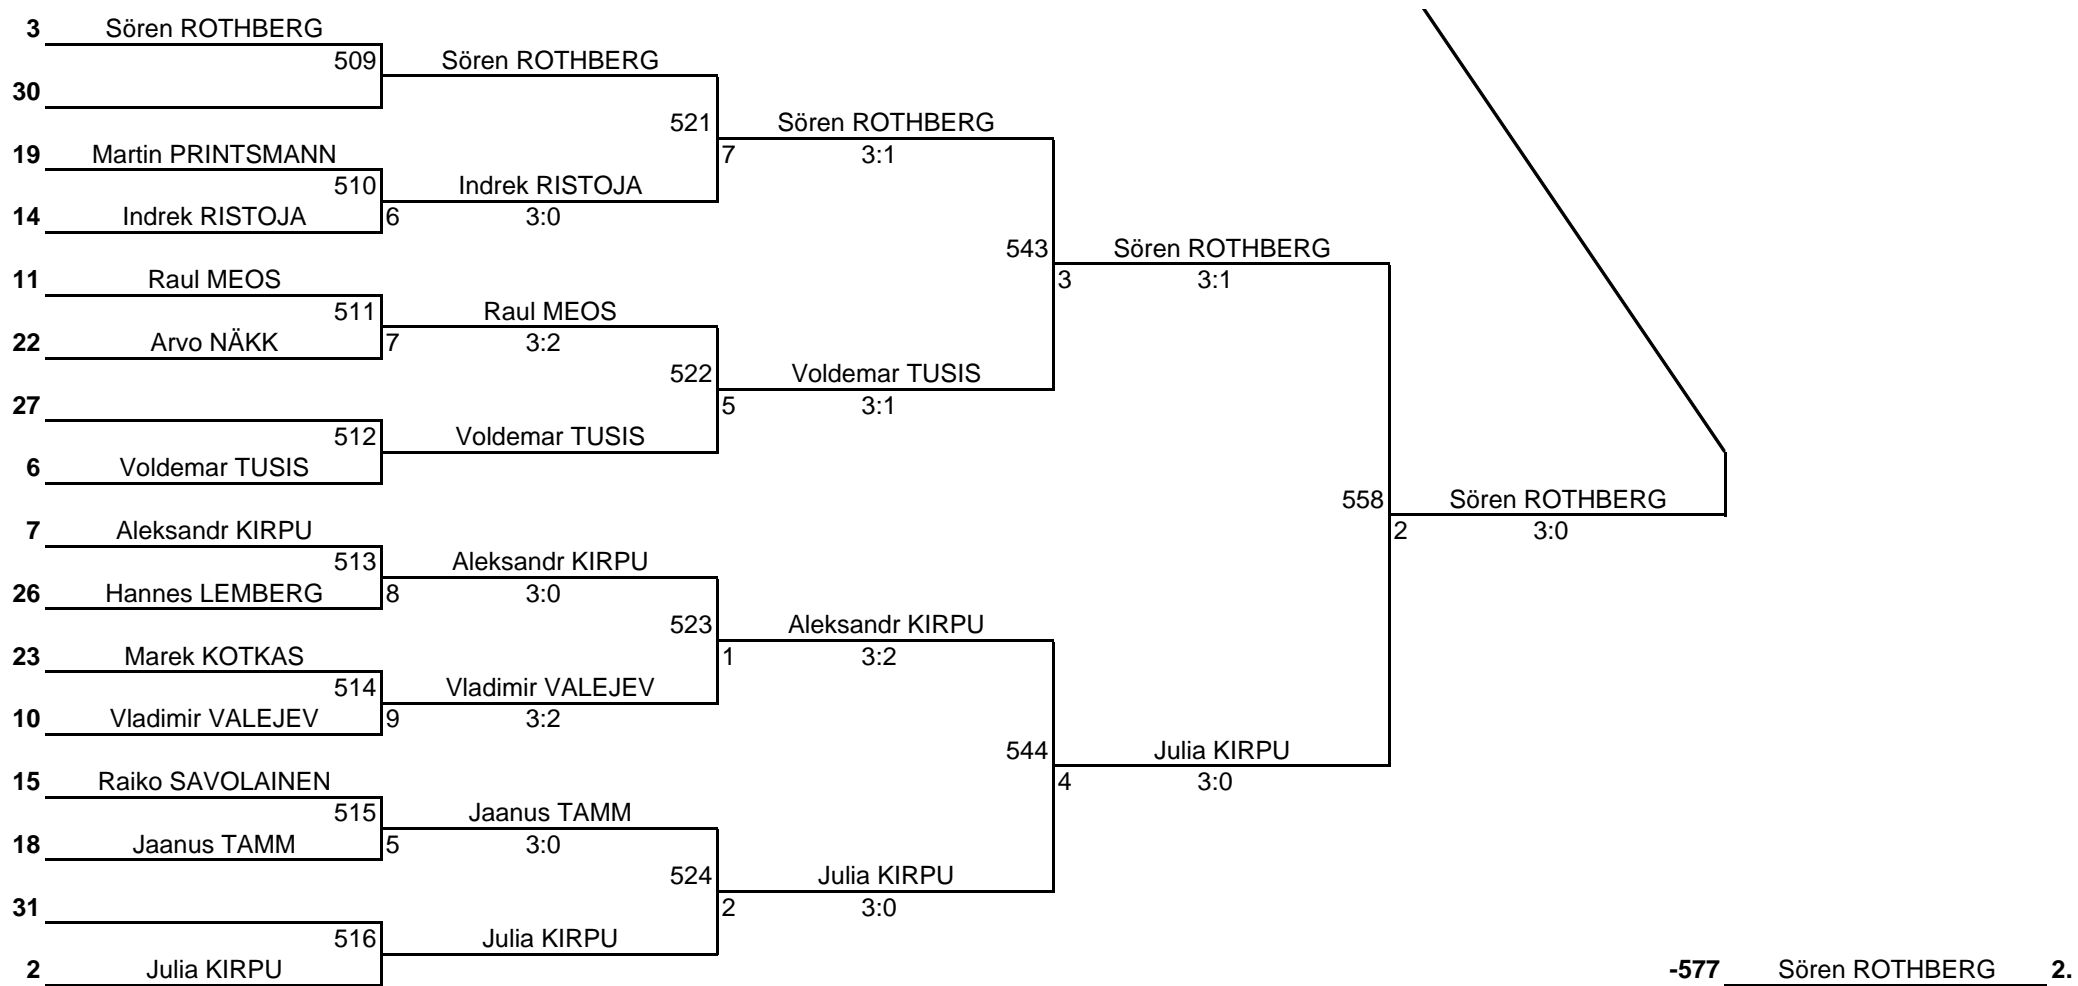 3 Sören ROTHBERG
509 Sören ROTHBERG
30
521 Sören ROTHBERG
19 Martin PRINTSMANN 7 3:1
510 Indrek RISTOJA
14 Indrek RISTOJA 6 3:0
543 Sören ROTHBERG
11 Raul MEOS 3 3:1
511 Raul MEOS
22 Arvo NÄKK 7 3:2
522 Voldemar TUSIS
27 5 3:1
512 Voldemar TUSIS
6 Voldemar TUSIS
558 Sören ROTHBERG
7 Aleksandr KIRPU 2 3:0
513 Aleksandr KIRPU
26 Hannes LEMBERG 8 3:0
523 Aleksandr KIRPU
23 Marek KOTKAS 1 3:2
514 Vladimir VALEJEV
10 Vladimir VALEJEV 9 3:2
544 Julia KIRPU
15 Raiko SAVOLAINEN 4 3:0
515 Jaanus TAMM
18 Jaanus TAMM 5 3:0
524 Julia KIRPU
31 2 3:0
516 Julia KIRPU
2 Julia KIRPU -577 Sören ROTHBERG 2.